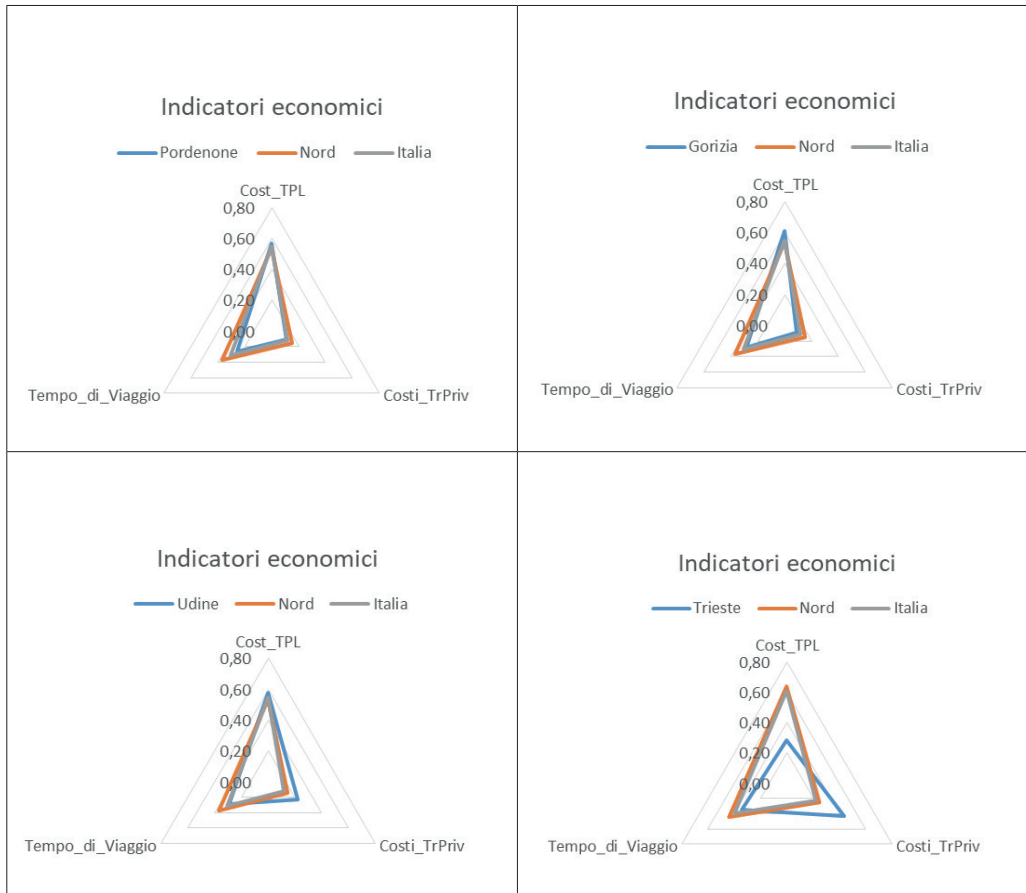 Indicatori economici
Pordenone Nord Italia
Cost_TPL
0,80
0,60
0,40
0,20
0,00
Tempo_di_Viaggio
Costi_TrPriv
Indicatori economici
Gorizia Nord Italia
Cost_TPL
0,80
0,60
0,40
0,20
0,00
Tempo_di_Viaggio
Costi_TrPriv
Indicatori economici
Udine Nord Italia
Cost_TPL
0,80
0,60
0,40
0,20
0,00
Tempo_di_Viaggio
Costi_TrPriv
Indicatori economici
Trieste Nord Italia
Cost_TPL
0,80
0,60
0,40
0,20
0,00
Tempo_di_Viaggio
Costi_TrPriv